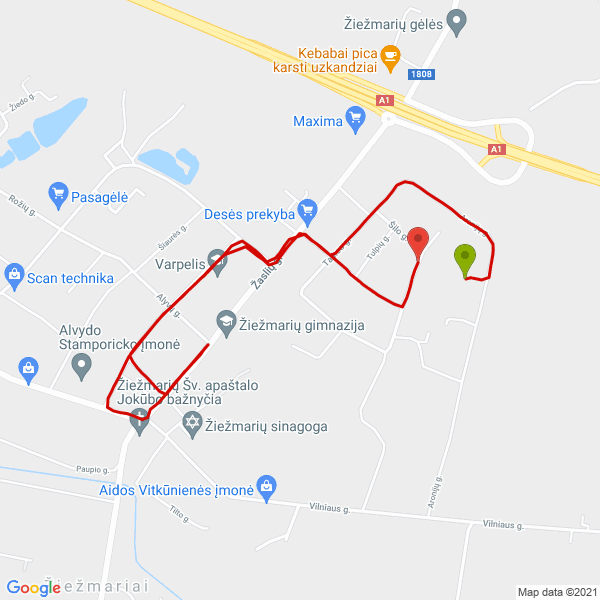 Žiežmarių gėlės
Kebabai pica
karsti uzkandziai
1808
A1
Maxima
A1
Žiedo g.
Pasagėlė
Rožių g.
Desės prekyba
Šilo g.
Tulpių g.
Šiaurės g.
Varpelis
Žaslių g.
Scan technika
Alyvų g.
Žiežmarių gimnazija
Alvydo
Stamporicko įmonė
Žiežmarių Šv. apaštalo
Jokūbo bažnyčia
Žiežmarių sinagoga
Paupio g.
Aidos Vitkūnienės įmonė
Aronijų g.
Tilto g.
Vilniaus g.
Vilniaus g.
Žiežmariai
Google
Map data ©2021